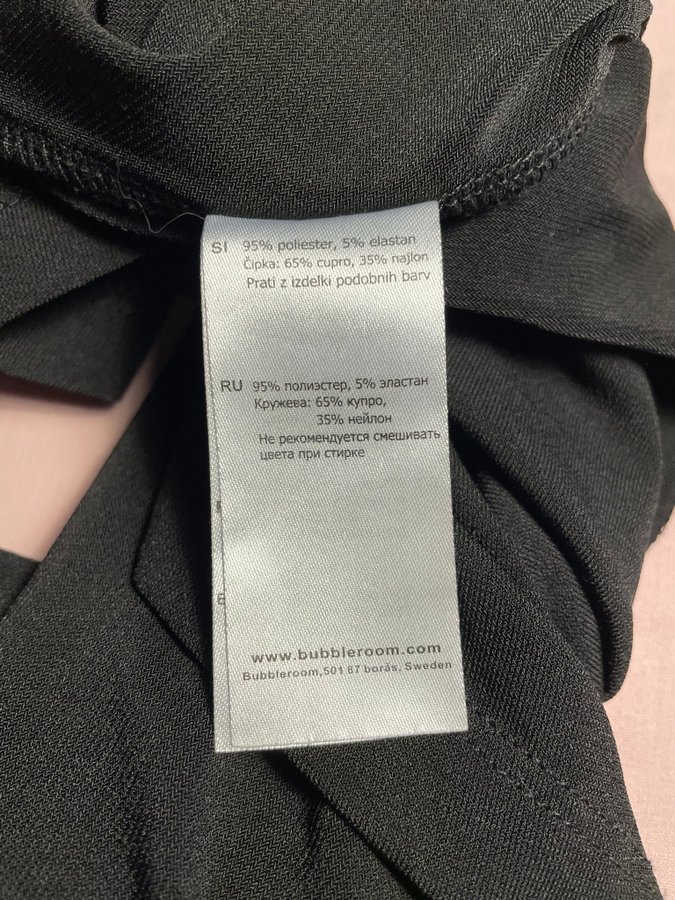 SI 95% poliester, 5% elastan
Čipka: 65% cupro, 35% najlon
Prati z izdelki podobnih barv
RU 95% полиэстер, 5% эластан
Кружева: 65% купро,
35% нейлон
Не рекомендуется смешивать
цвета при стирке
www.bubbleroom.com
Bubbleroom,501 87 borås, Sweden